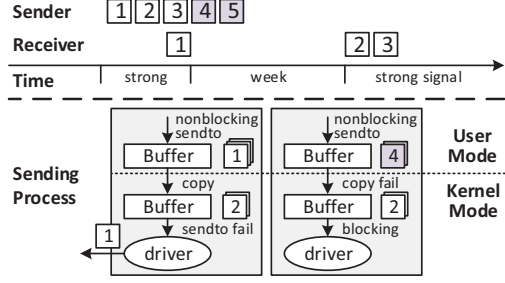 Sender 1 2 3 4 5
Receiver 1 2 3
Time strong week strong signal
nonblocking sendto nonblocking sendto
Buffer 1 Buffer 4 User Mode
copy copy fail
Sending Process Kernel Mode
Buffer 2 Buffer 2
sendto fail blocking
1
driver driver